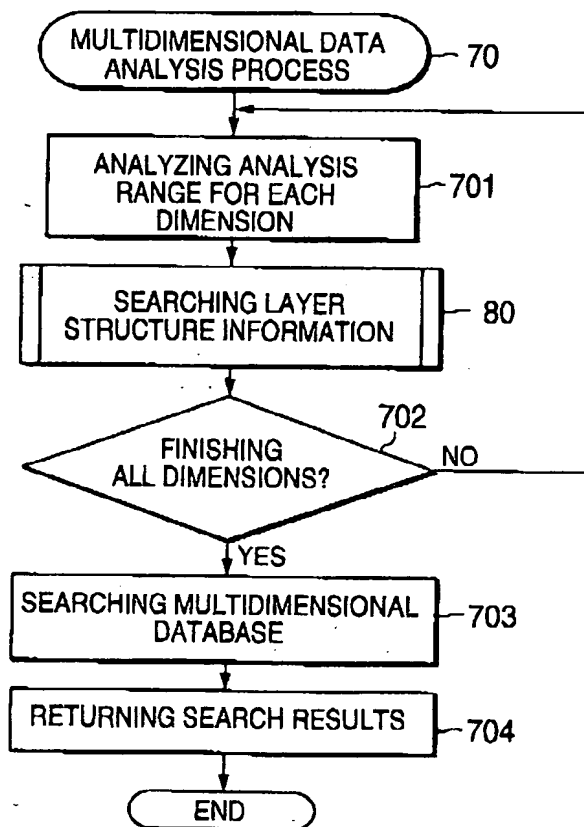 MULTIDIMENSIONAL DATA
ANALYSIS PROCESS
70
ANALYZING ANALYSIS
RANGE FOR EACH
DIMENSION
701
SEARCHING LAYER
STRUCTURE INFORMATION
80
702
FINISHING
ALL DIMENSIONS?
NO
YES
SEARCHING MULTIDIMENSIONAL
DATABASE
703
RETURNING SEARCH RESULTS
704
END